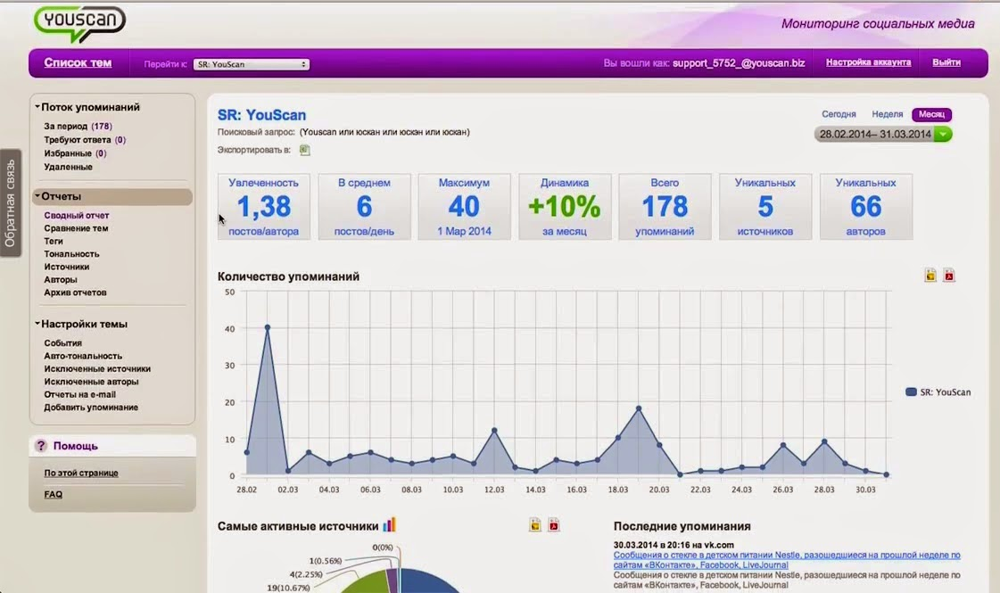 YOUSCAN
Мониторинг социальных медиа
Список тем
Перейти к: SR: YouScan
Вы вошли как: support_5752_@youscan.biz
Настройка аккаунта
Выйти
Обратная связь
Поток упоминаний
За период (178)
Требуют ответа (0)
Избранные (0)
Удаленные
Отчеты
Сводный отчет
Сравнение тем
Теги
Тональность
Источники
Авторы
Архив отчетов
Настройки темы
События
Авто-тональность
Исключенные источники
Исключенные авторы
Отчеты на e-mail
Добавить упоминание
? Помощь
По этой странице
FAQ
SR: YouScan
Поисковый запрос: (Youscan или юскан или юскэн или юскан)
Экспортировать в:
Сегодня Неделя Месяц
28.02.2014– 31.03.2014
Увлеченность
1,38
постов/автора
В среднем
6
постов/день
Максимум
40
1 Мар 2014
Динамика
+10%
за месяц
Всего
178
упоминаний
Уникальных
5
источников
Уникальных
66
авторов
Количество упоминаний
50
40
30
20
10
0
28.02 02.03 04.03 06.03 08.03 10.03 12.03 14.03 16.03 18.03 20.03 22.03 24.03 26.03 28.03 30.03
SR: YouScan
Самые активные источники
0(0%)
1(0.56%)
4(2.25%)
19(10.67%)
Последние упоминания
30.03.2014 в 20:16 на vk.com
Сообщения о стекле в детском питании Nestle, разошедшиеся на прошлой неделе по
сайтам «ВКонтакте», Facebook, LiveJournal
Сообщения о стекле в детском питании Nestle, разошедшиеся на прошлой неделе по
сайтам «ВКонтакте», Facebook, LiveJournal